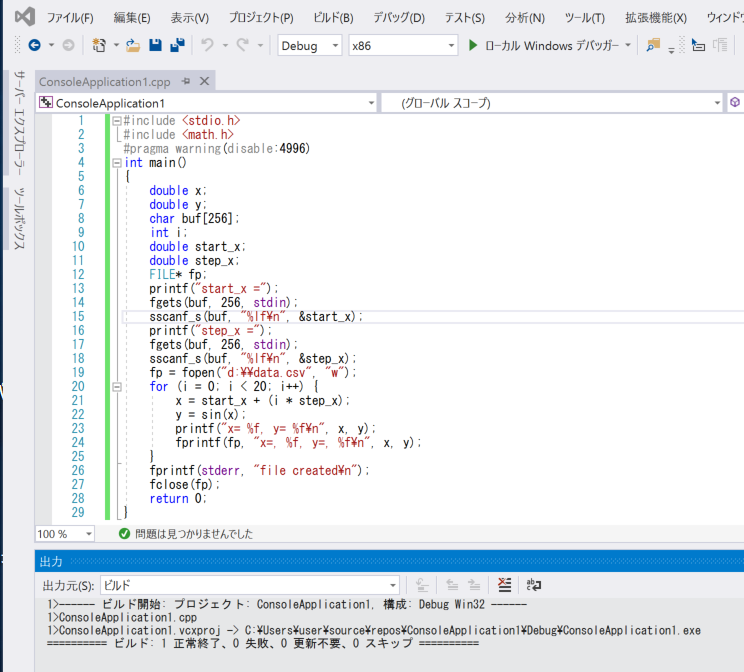 ファイル(F) 編集(E) 表示(V) プロジェクト(P) ビルド(B) デバッグ(D) テスト(S) 分析(N) ツール(T) 拡張機能(X) ウィンドウ
Debug x86 ローカル Windows デバッガー
サーバー エクスプローラー
ツールボックス
ConsoleApplication1.cpp
ConsoleApplication1 (グローバル スコープ)
1 #include <stdio.h>
2 #include <math.h>
3 #pragma warning(disable:4996)
4 int main()
5 {
6 double x;
7 double y;
8 char buf[256];
9 int i;
10 double start_x;
11 double step_x;
12 FILE* fp;
13 printf("start_x =");
14 fgets(buf, 256, stdin);
15 sscanf_s(buf, "%lf¥n", &start_x);
16 printf("step_x =");
17 fgets(buf, 256, stdin);
18 sscanf_s(buf, "%lf¥n", &step_x);
19 fp = fopen("d:¥¥data.csv", "w");
20 for (i = 0; i < 20; i++) {
21 x = start_x + (i * step_x);
22 y = sin(x);
23 printf("x= %f, y= %f¥n", x, y);
24 fprintf(fp, "x=, %f, y=, %f¥n", x, y);
25 }
26 fprintf(stderr, "file created¥n");
27 fclose(fp);
28 return 0;
29 }
100 % 問題は見つかりませんでした
出力
出力元(S): ビルド
1>------ ビルド開始: プロジェクト: ConsoleApplication1, 構成: Debug Win32 ------
1>ConsoleApplication1.cpp
1>ConsoleApplication1.vcxproj -> C:¥Users¥user¥source¥repos¥ConsoleApplication1¥Debug¥ConsoleApplication1.exe
========== ビルド: 1 正常終了、0 失敗、0 更新不要、0 スキップ ==========